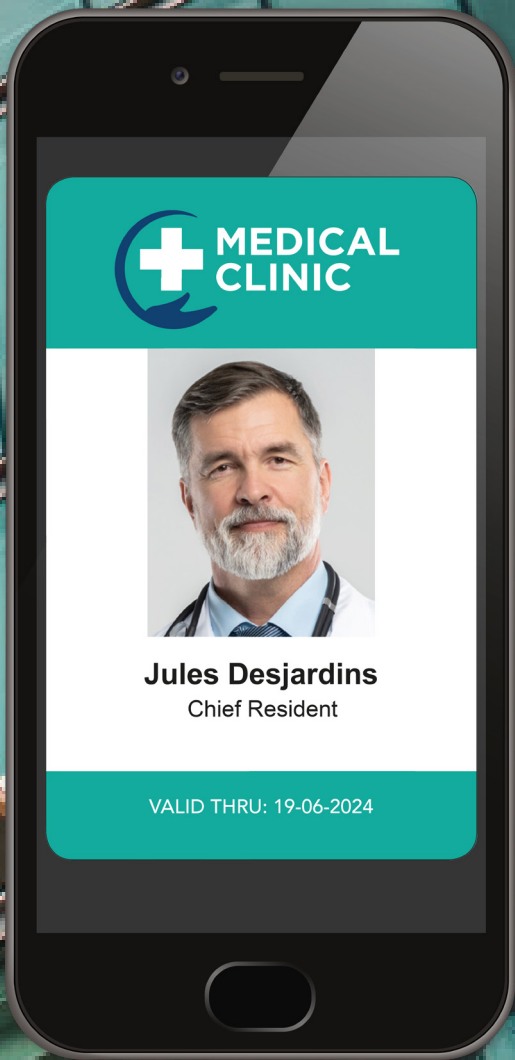 MEDICAL
CLINIC
Jules Desjardins
Chief Resident
VALID THRU: 19-06-2024